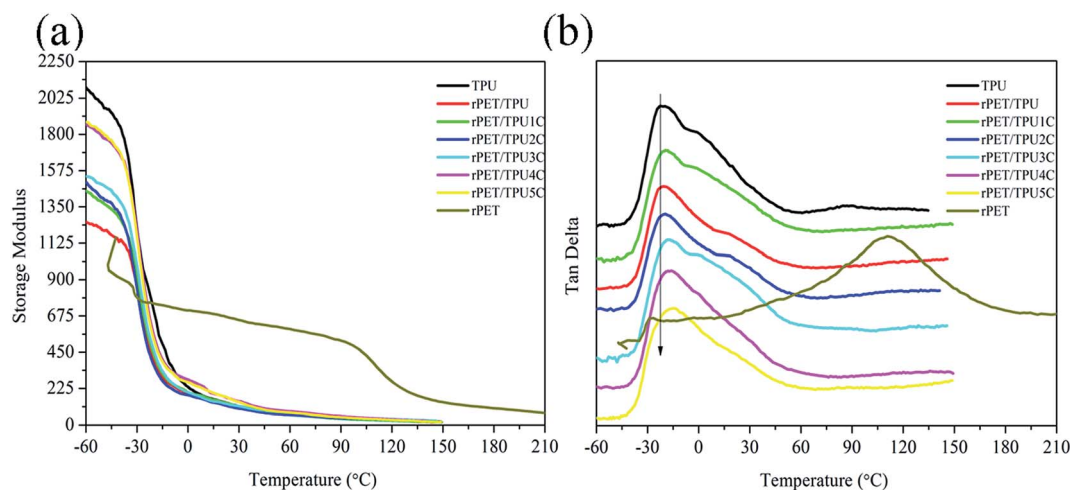 (a)
Storage Modulus
2250
2025
1800
1575
1350
1125
900
675
450
225
0
TPU
rPET/TPU
rPET/TPU1C
rPET/TPU2C
rPET/TPU3C
rPET/TPU4C
rPET/TPU5C
rPET
-60 -30 0 30 60 90 120 150 180 210
Temperature (°C)
(b)
Tan Delta
TPU
rPET/TPU
rPET/TPU1C
rPET/TPU2C
rPET/TPU3C
rPET/TPU4C
rPET/TPU5C
rPET
-60 -30 0 30 60 90 120 150 180 210
Temperature (°C)